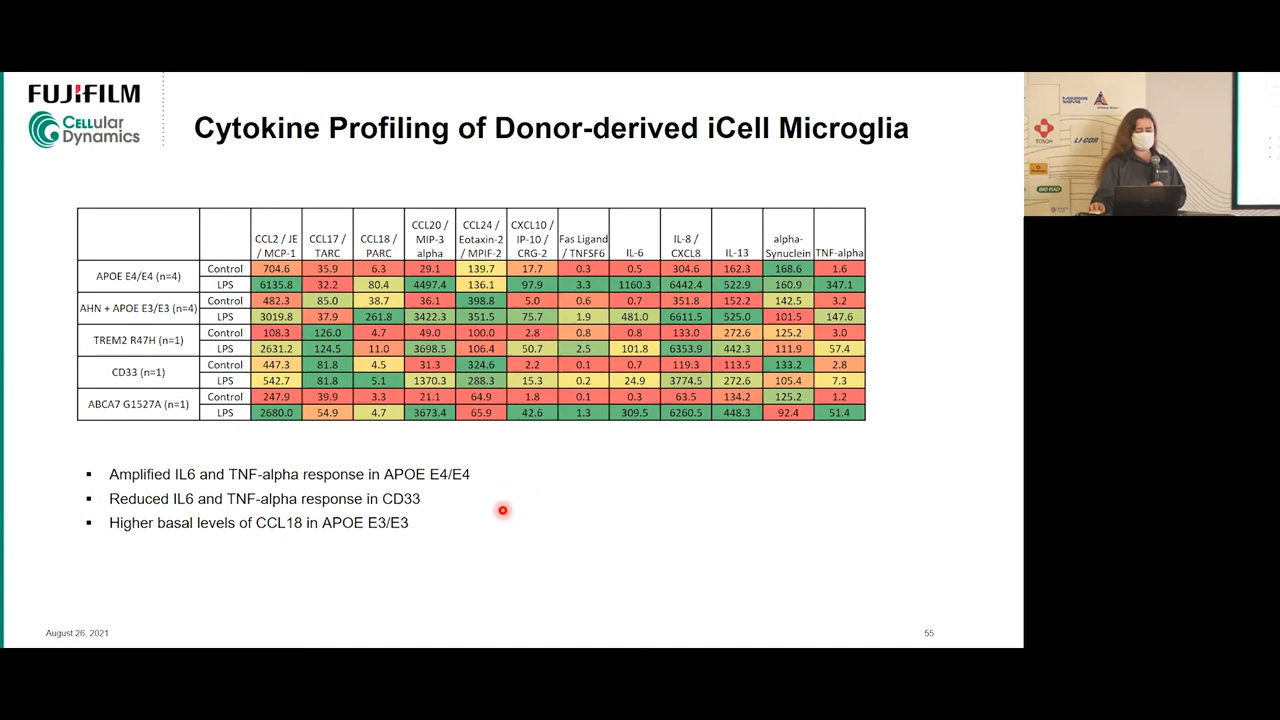 FUJIFILM
CELLular
Dynamics
Cytokine Profiling of Donor-derived iCell Microglia
CCL2 / JE / MCP-1 CCL17 / TARC CCL18 / PARC CCL20 / MIP-3 alpha CCL24 / Eotaxin-2 / MPIF-2 CXCL10 / IP-10 / CRG-2 Fas Ligand / TNFSF6 IL-6 IL-8 / CXCL8 IL-13 alpha-Synuclein TNF-alpha
APOE E4/E4 (n=4) Control 704.6 35.9 6.3 29.1 139.7 17.7 0.3 0.5 304.6 162.3 168.6 1.6
LPS 6135.8 32.2 80.4 4497.4 136.1 97.9 3.3 1160.3 6442.4 522.9 160.9 347.1
AHN + APOE E3/E3 (n=4) Control 482.3 85.0 38.7 36.1 398.8 5.0 0.6 0.7 351.8 152.2 142.5 3.2
LPS 3019.8 37.9 261.8 3422.3 351.5 75.7 1.9 481.0 6611.5 525.0 101.5 147.6
TREM2 R47H (n=1) Control 108.3 126.0 4.7 49.0 100.0 2.8 0.8 0.8 133.0 272.6 125.2 3.0
LPS 2631.2 124.5 11.0 3698.5 106.4 50.7 2.5 101.8 6353.9 442.3 111.9 57.4
CD33 (n=1) Control 447.3 81.8 4.5 31.3 324.6 2.2 0.1 0.7 119.3 113.5 133.2 2.8
LPS 542.7 81.8 5.1 1370.3 288.3 15.3 0.2 24.9 3774.5 272.6 105.4 7.3
ABCA7 G1527A (n=1) Control 247.9 39.9 3.3 21.1 64.9 1.8 0.1 0.3 63.5 134.2 125.2 1.2
LPS 2680.0 54.9 4.7 3673.4 65.9 42.6 1.3 309.5 6260.5 448.3 92.4 51.4
▪ Amplified IL6 and TNF-alpha response in APOE E4/E4
▪ Reduced IL6 and TNF-alpha response in CD33
▪ Higher basal levels of CCL18 in APOE E3/E3
August 26, 2021
55
TOSOH
LI-COR
BIO RAD